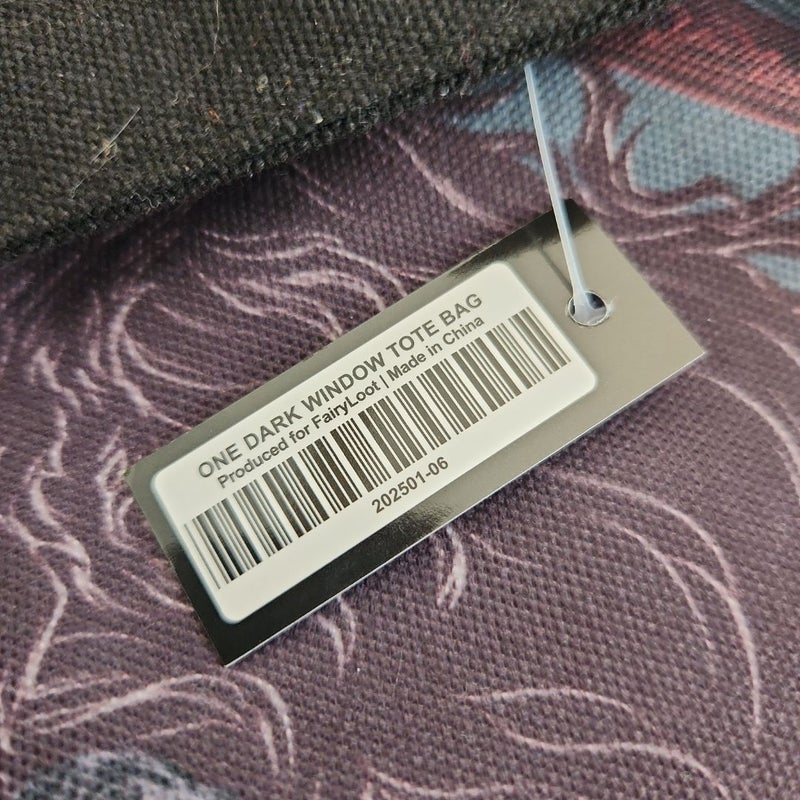 ONE DARK WINDOW TOTE BAG
Produced for FairyLoot | Made in China
202501-06